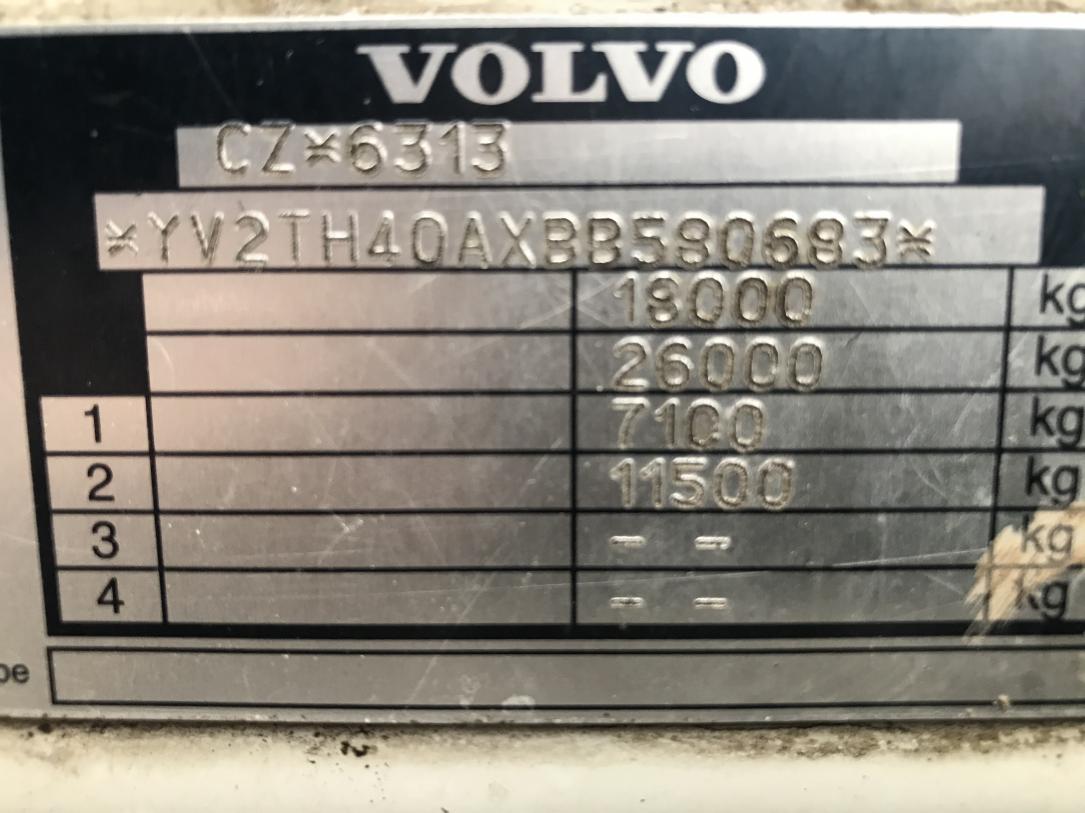 VOLVO
CZ*6313
*YV2TH40AXBB580683*
18000 kg
26000 kg
1 7100 kg
2 11500 kg
3 - - kg
4 - - kg